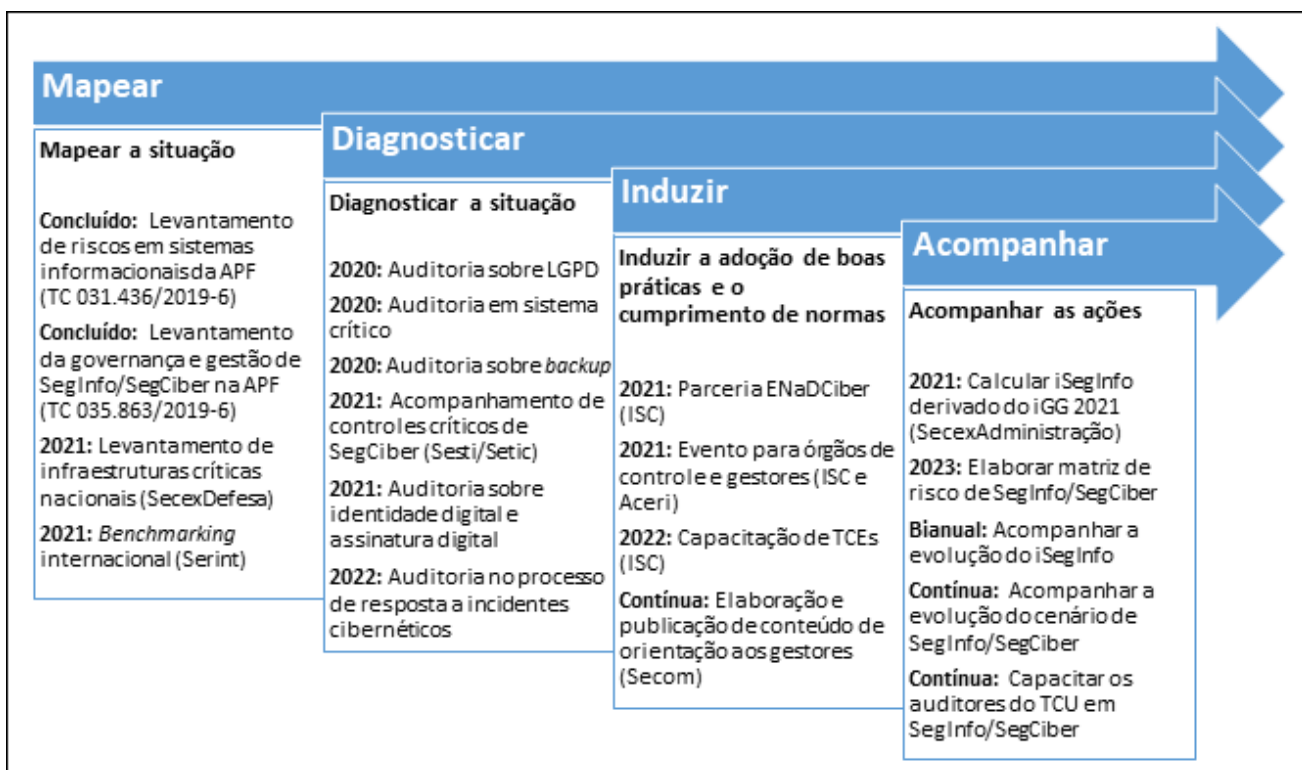 Mapear
Mapear a situação
Concluído: Levantamento
de riscos em sistemas
informacionais da APF
(TC 031.436/2019-6)
Concluído: Levantamento
da governança e gestão de
SegInfo/SegCiber na APF
(TC 035.863/2019-6)
2021: Levantamento de
infraestruturas críticas
nacionais (SecexDefesa)
2021: Benchmarking
internacional (Serint)
Diagnosticar
Diagnosticar a situação
2020: Auditoria sobre LGPD
2020: Auditoria em sistema
crítico
2020: Auditoria sobre backup
2021: Acompanhamento de
controles críticos de
SegCiber (Sesti/Setic)
2021: Auditoria sobre
identidade digital e
assinatura digital
2022: Auditoria no processo
de resposta a incidentes
cibernéticos
Induzir
Induzir a adoção de boas
práticas e o
cumprimento de normas
2021: Parceria ENaDCiber
(ISC)
2021: Evento para órgãos de
controle e gestores (ISC e
Aceri)
2022: Capacitação de TCEs
(ISC)
Contínua: Elaboração e
publicação de conteúdo de
orientação aos gestores
(Secom)
Acompanhar
Acompanhar as ações
2021: Calcular iSegInfo
derivado do iGG 2021
(SecexAdministração)
2023: Elaborar matriz de
risco de SegInfo/SegCiber
Bianual: Acompanhar a
evolução do iSegInfo
Contínua: Acompanhar a
evolução do cenário de
SegInfo/SegCiber
Contínua: Capacitar os
auditores do TCU em
SegInfo/SegCiber